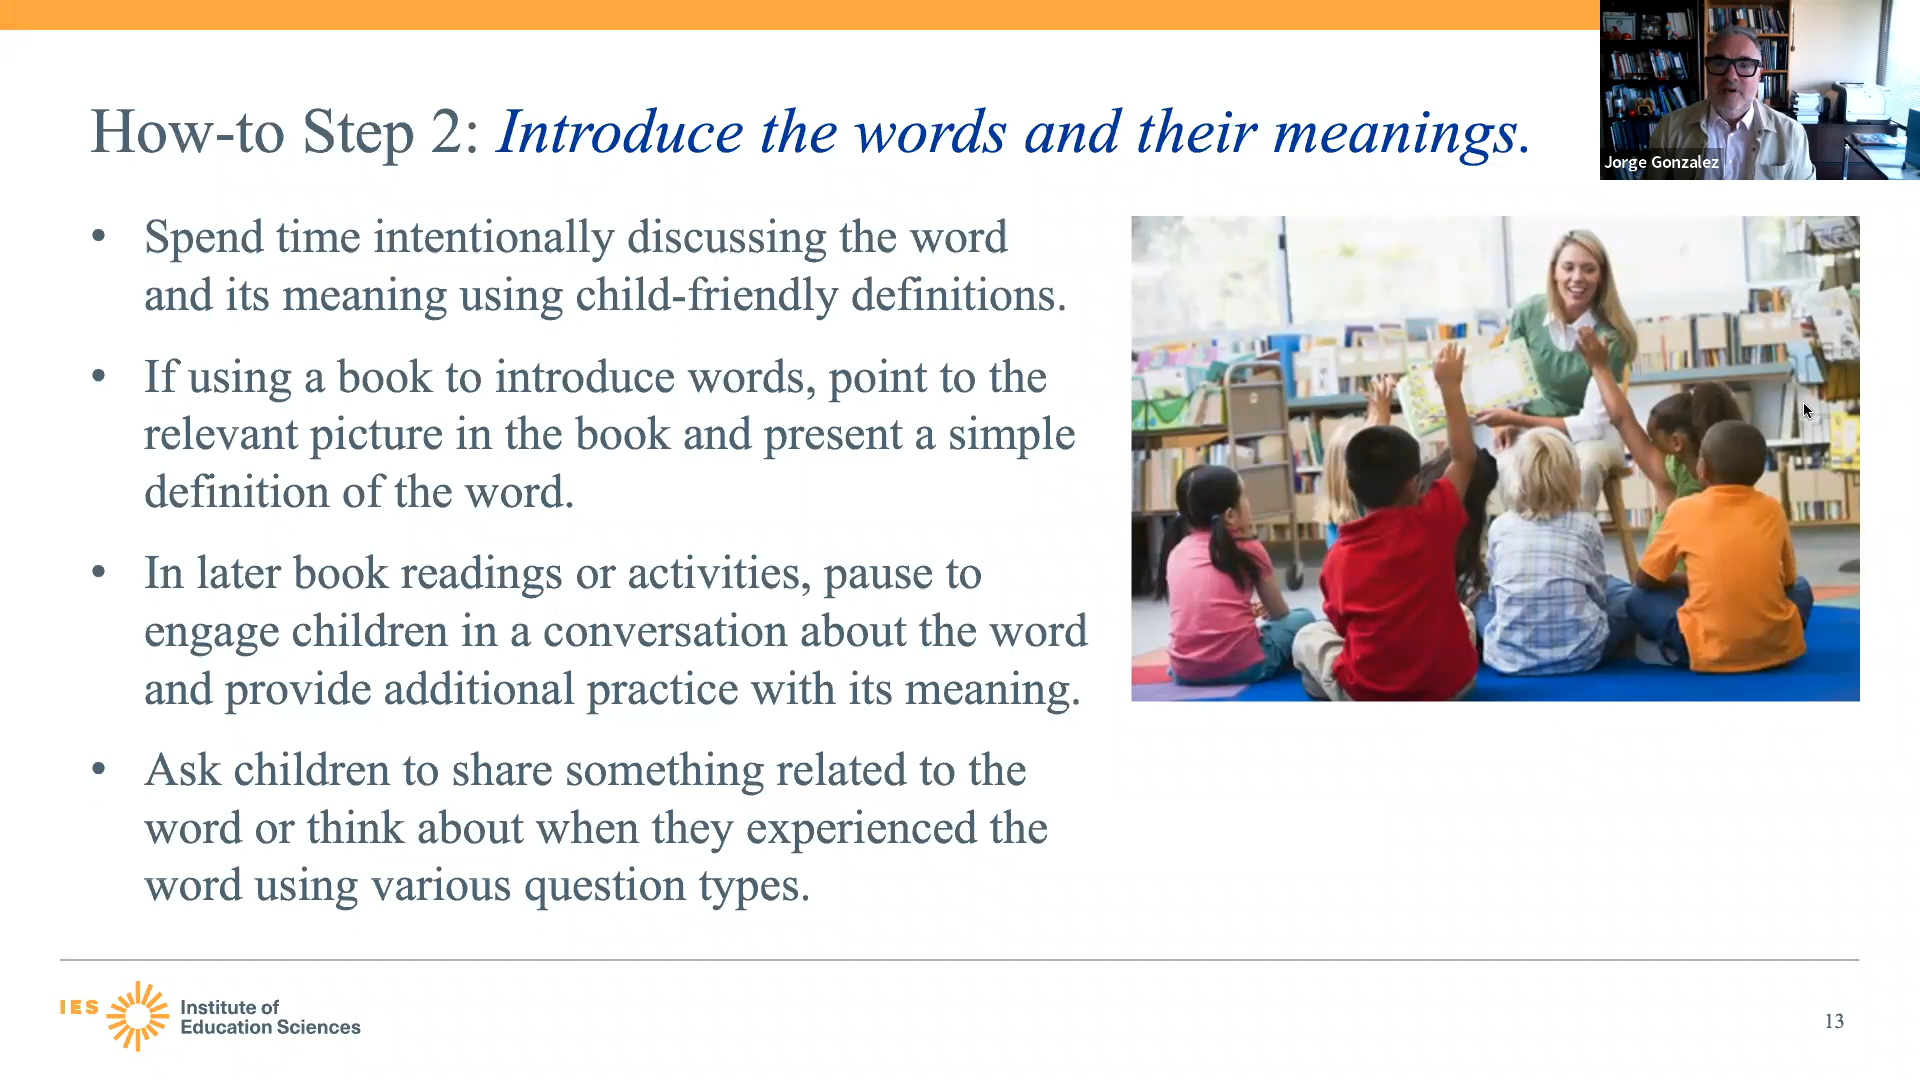 How-to Step 2: Introduce the words and their meanings.
Jorge Gonzalez
• Spend time intentionally discussing the word
and its meaning using child-friendly definitions.
• If using a book to introduce words, point to the
relevant picture in the book and present a simple
definition of the word.
• In later book readings or activities, pause to
engage children in a conversation about the word
and provide additional practice with its meaning.
• Ask children to share something related to the
word or think about when they experienced the
word using various question types.
IES
Institute of
Education Sciences
13